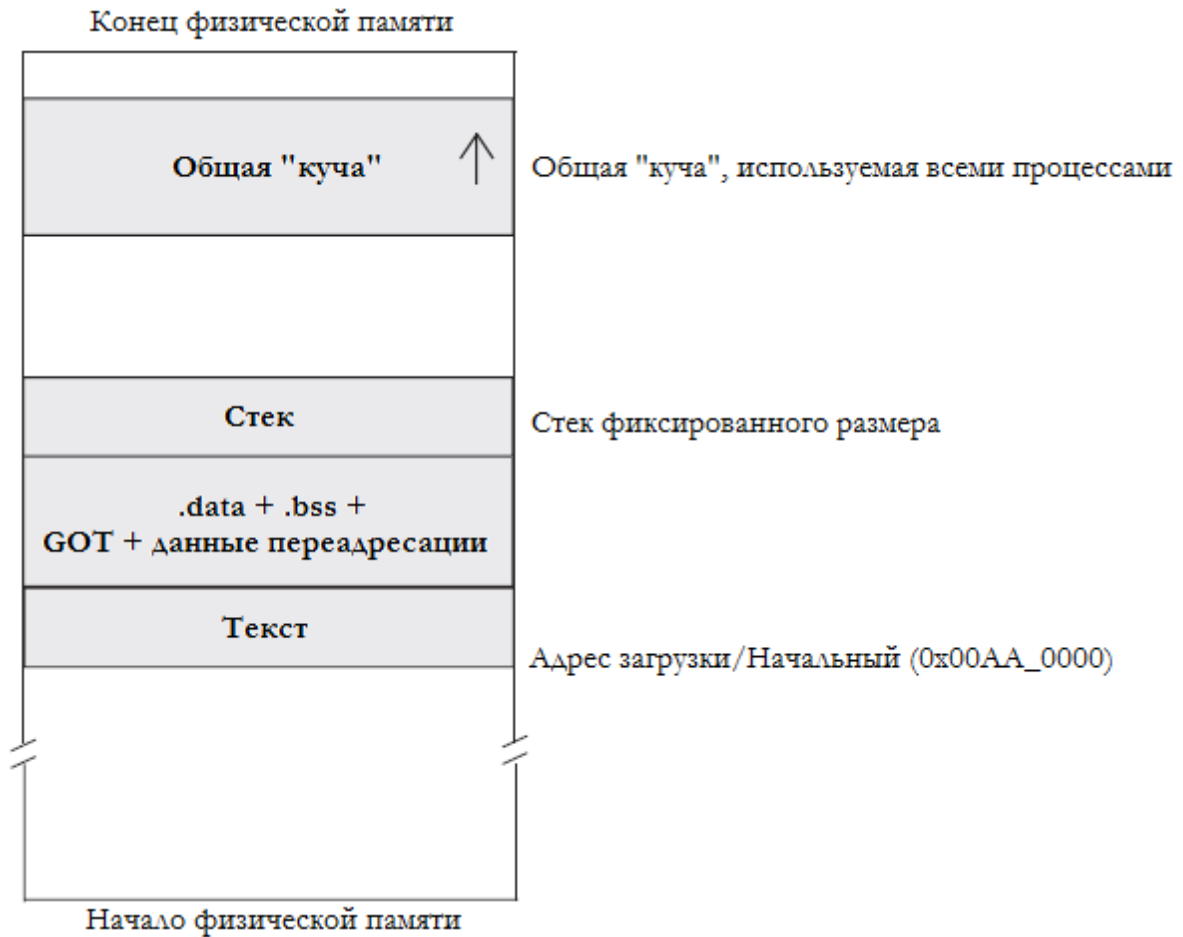 Конец физической памяти
Общая "куча"
Общая "куча", используемая всеми процессами
Стек
Стек фиксированного размера
.data + .bss +
GOT + данные переадресации
Текст
Адрес загрузки/Начальный (0x00AA_0000)
Начало физической памяти